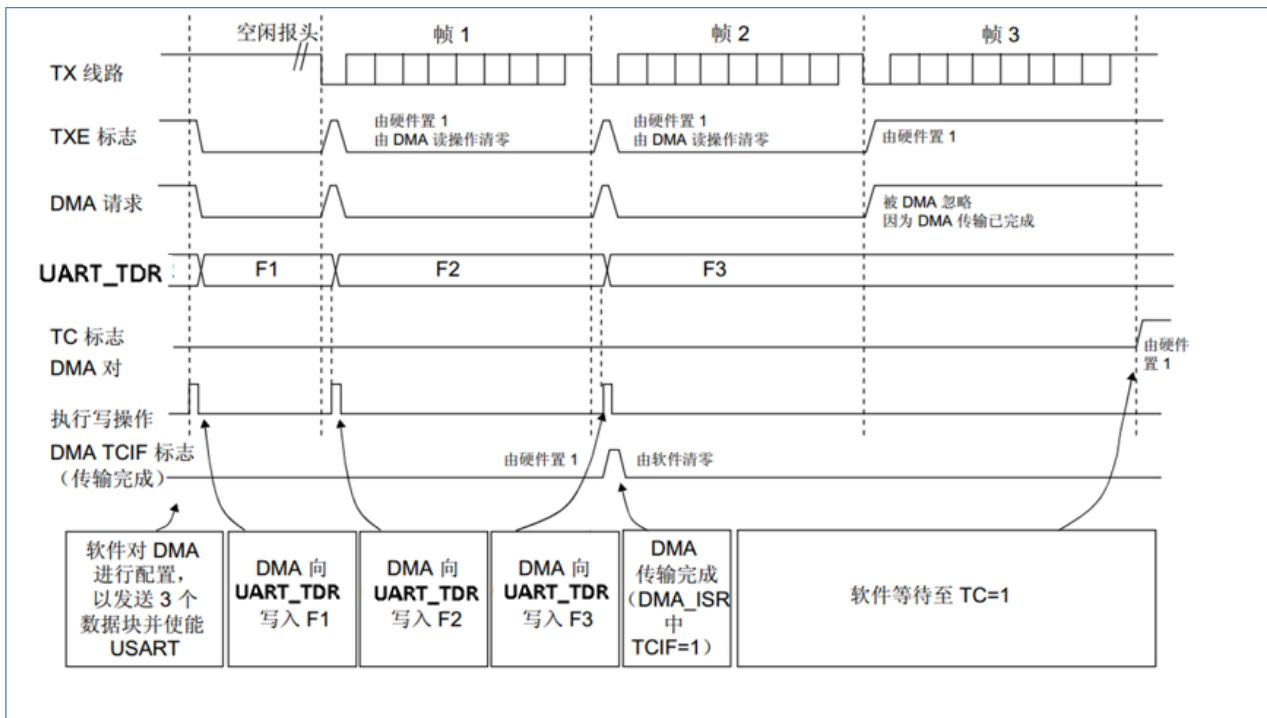 空闲报头
帧 1
帧 2
帧 3
TX 线路
TXE 标志
由硬件置 1
由 DMA 读操作清零
由硬件置 1
由 DMA 读操作清零
由硬件置 1
DMA 请求
被 DMA 忽略
因为 DMA 传输已完成
UART_TDR
F1
F2
F3
TC 标志
由硬件
置 1
DMA 对
执行写操作
DMA TCIF 标志
（传输完成）
由硬件置 1
由软件清零
软件对 DMA
进行配置，
以发送 3 个
数据块并使能
USART
DMA 向
UART_TDR
写入 F1
DMA 向
UART_TDR
写入 F2
DMA 向
UART_TDR
写入 F3
DMA
传输完成
（DMA_ISR
中
TCIF=1）
软件等待至 TC=1